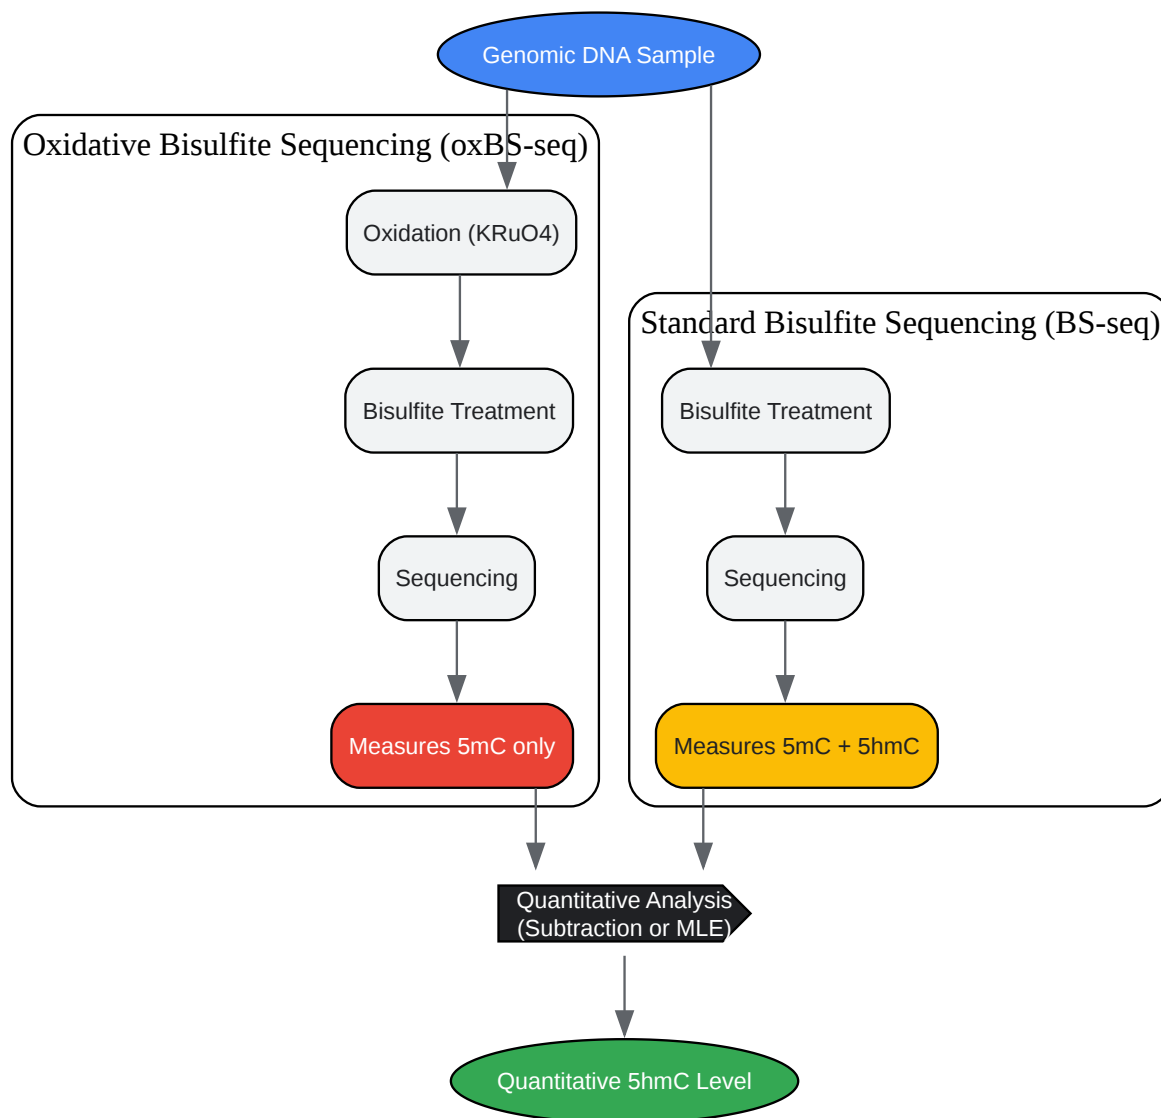 Genomic DNA Sample
Oxidative Bisulfite Sequencing (oxBS-seq)
Oxidation (KRuO4)
Bisulfite Treatment
Sequencing
Measures 5mC only
Standard Bisulfite Sequencing (BS-seq)
Bisulfite Treatment
Sequencing
Measures 5mC + 5hmC
Quantitative Analysis
(Subtraction or MLE)
Quantitative 5hmC Level